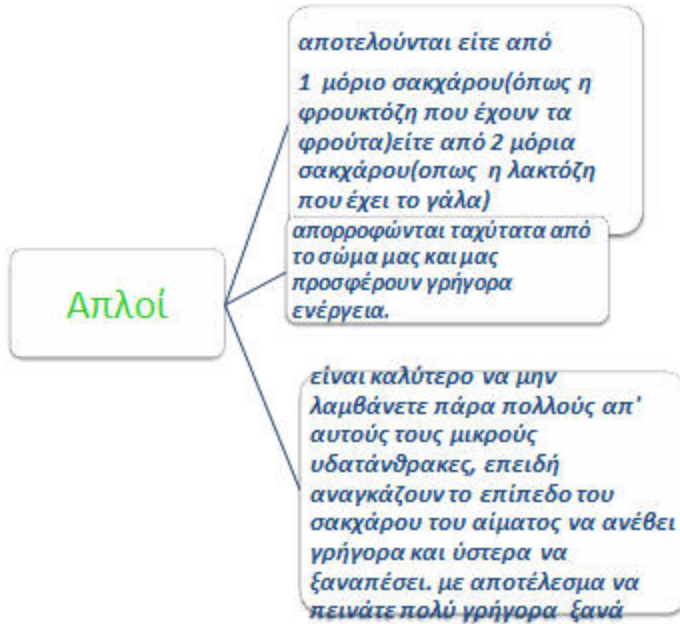 Απλοί
αποτελούνται είτε από
1 μόριο σακχάρου(όπως η
φρουκτόζη που έχουν τα
φρούτα)είτε από 2 μόρια
σακχάρου(οπως η λακτόζη
που έχει το γάλα)
απορροφώνται ταχύτατα από
το σώμα μας και μας
προσφέρουν γρήγορα
ενέργεια.
είναι καλύτερο να μην
λαμβάνετε πάρα πολλούς απ'
αυτούς τους μικρούς
υδατάνθρακες, επειδή
αναγκάζουν το επίπεδο του
σακχάρου του αίματος να ανέβει
γρήγορα και ύστερα να
ξαναπέσει. με αποτέλεσμα να
πεινάτε πολύ γρήγορα ξανά